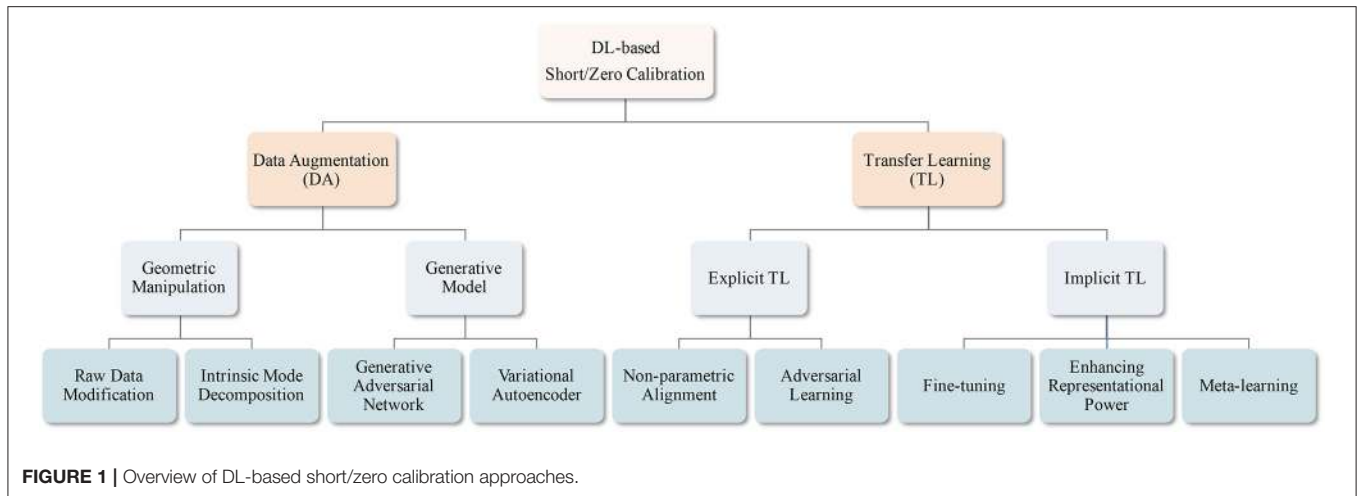 DL-based
Short/Zero Calibration
Data Augmentation
(DA)
Transfer Learning
(TL)
Geometric
Manipulation
Generative
Model
Explicit TL
Implicit TL
Raw Data
Modification
Intrinsic Mode
Decomposition
Generative
Adversarial
Network
Variational
Autoencoder
Non-parametric
Alignment
Adversarial
Learning
Fine-tuning
Enhancing
Representational
Power
Meta-learning
FIGURE 1 | Overview of DL-based short/zero calibration approaches.